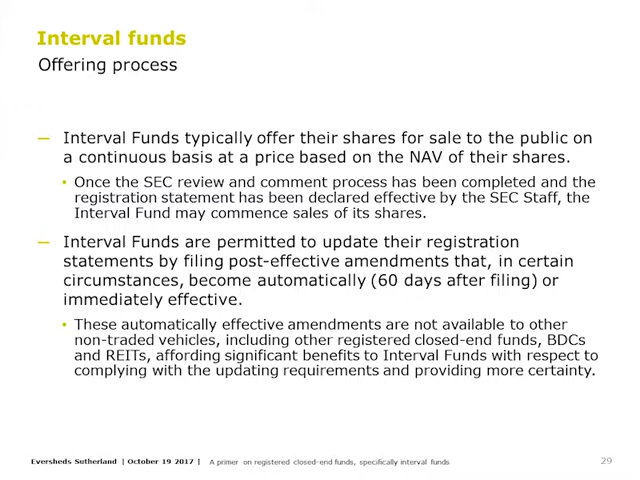 Interval funds
Offering process
— Interval Funds typically offer their shares for sale to the public on
a continuous basis at a price based on the NAV of their shares.
• Once the SEC review and comment process has been completed and the
registration statement has been declared effective by the SEC Staff, the
Interval Fund may commence sales of its shares.
— Interval Funds are permitted to update their registration
statements by filing post-effective amendments that, in certain
circumstances, become automatically (60 days after filing) or
immediately effective.
• These automatically effective amendments are not available to other
non-traded vehicles, including other registered closed-end funds, BDCs
and REITs, affording significant benefits to Interval Funds with respect to
complying with the updating requirements and providing more certainty.
Eversheds Sutherland | October 19 2017 | A primer on registered closed-end funds, specifically interval funds 29